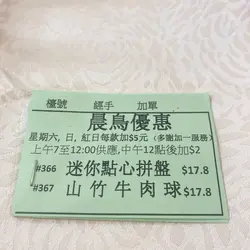 檯號 經手 加單
晨鳥優惠
星期六, 日, 紅日每款加$5元 (多謝加一服務)
上午7至12:00供應,中午12點後加$2
#366 迷你點心拼盤 $17.8
#367 山竹牛肉球 $17.8